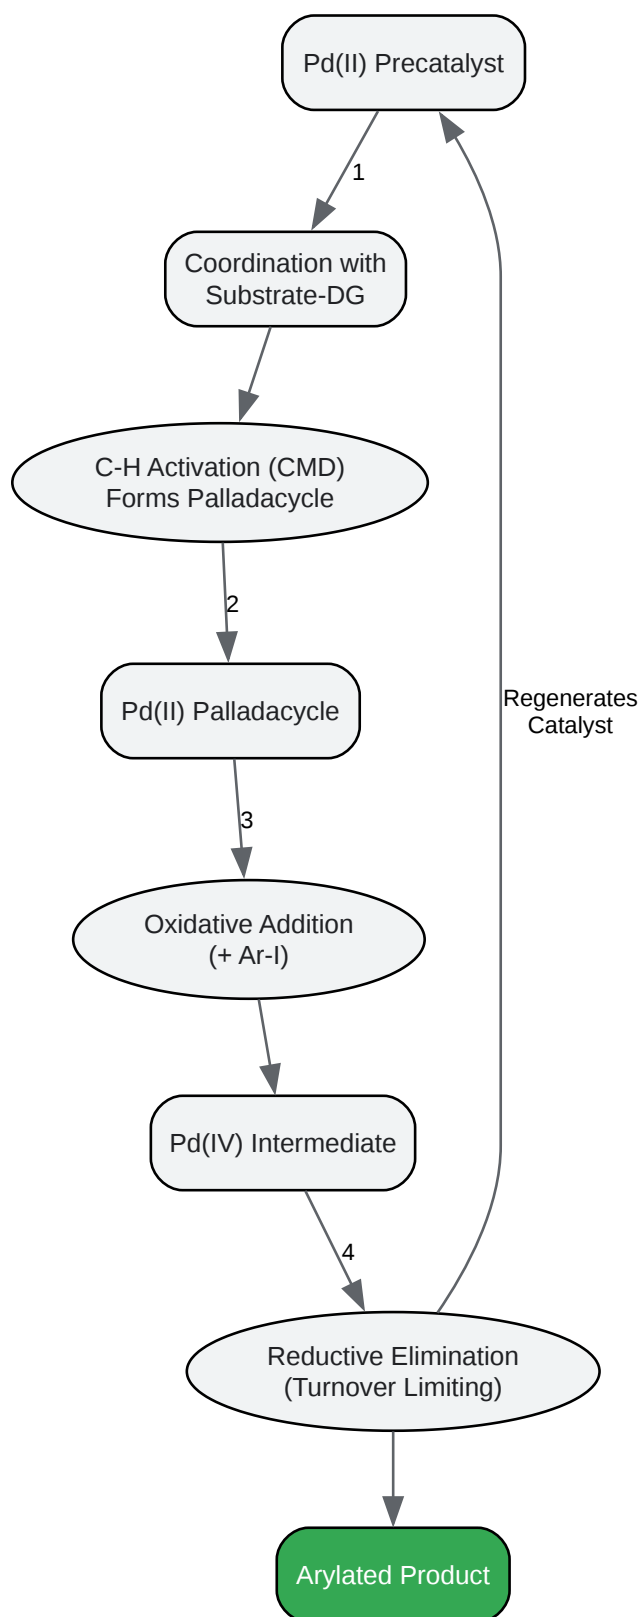 Pd(II) Precatalyst
1
Coordination with
Substrate-DG
C-H Activation (CMD)
Forms Palladacycle
2
Pd(II) Palladacycle
Regenerates
Catalyst
3
Oxidative Addition
(+ Ar-I)
Pd(IV) Intermediate
4
Reductive Elimination
(Turnover Limiting)
Arylated Product